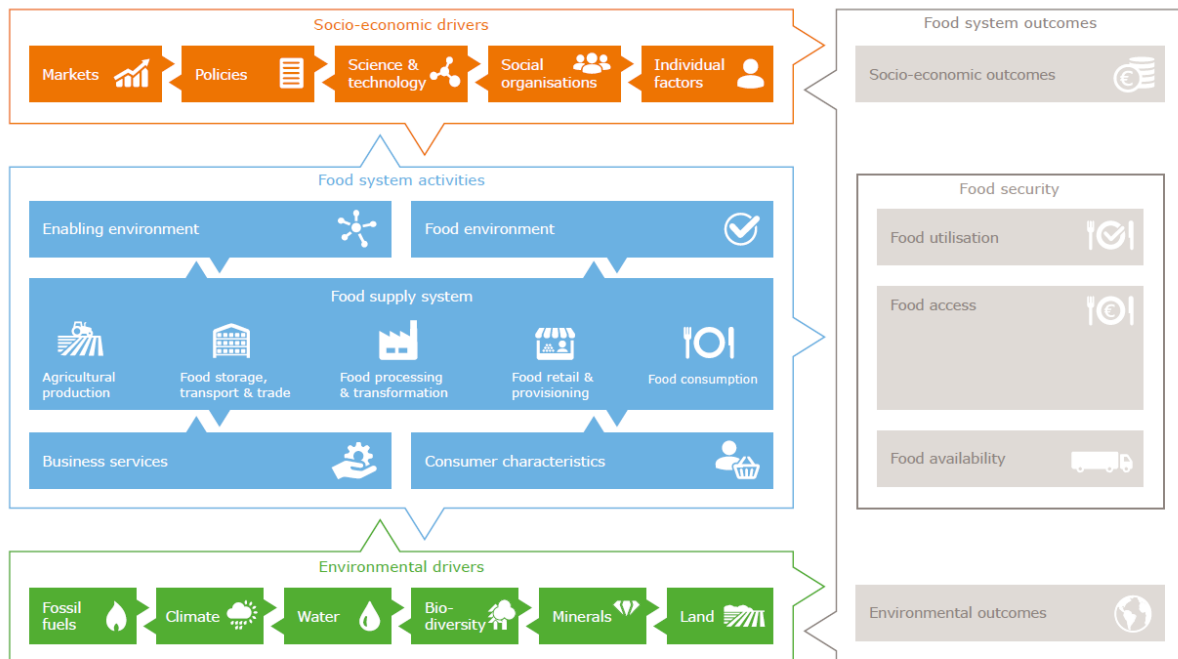 Socio-economic drivers
Markets
Policies
Science &
technology
Social
organisations
Individual
factors
Food system activities
Enabling environment
Food environment
Food supply system
Agricultural
production
Food storage,
transport & trade
Food processing
& transformation
Food retail &
provisioning
Food consumption
Business services
Consumer characteristics
Environmental drivers
Fossil
fuels
Climate
Water
Bio-
diversity
Minerals
Land
Food system outcomes
Socio-economic outcomes
€
Food security
Food utilisation
Food access
€
Food availability
Environmental outcomes